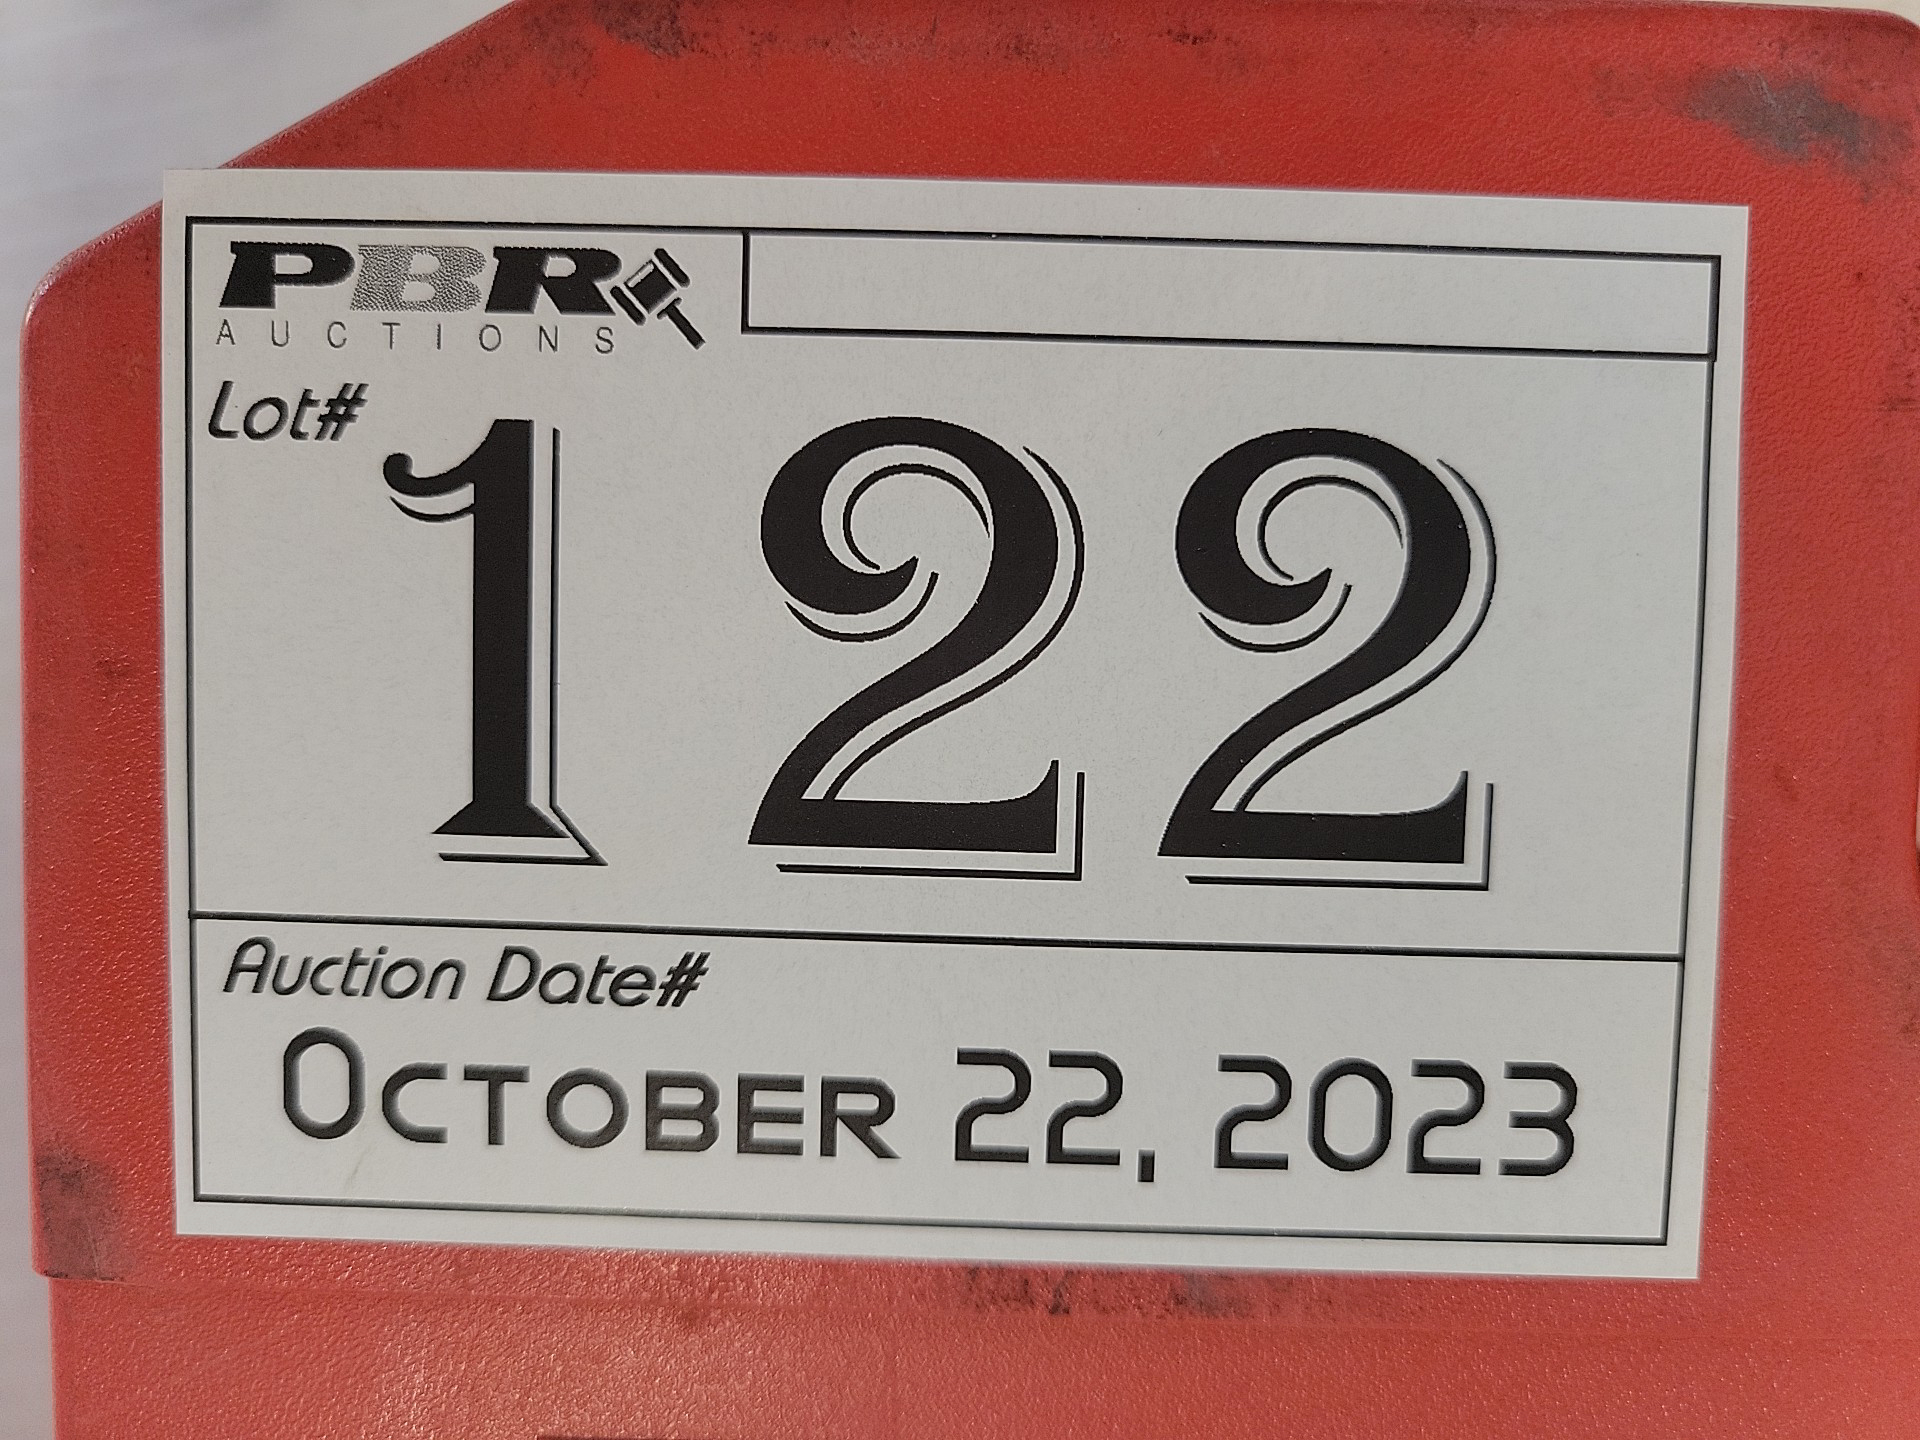 PBR
AUCTIONS
Lot#
122
Auction Date#
October 22, 2023